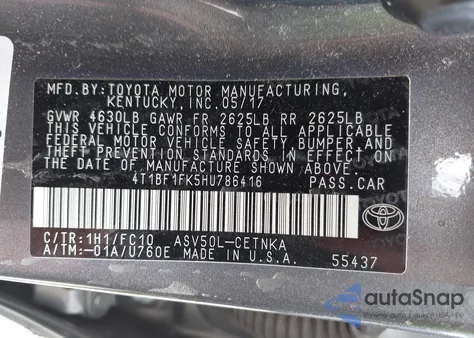 MFD.BY:TOYOTA MOTOR MANUFACTURING,
KENTUCKY,INC.05/17
GVWR 4630LB GAWR FR 2625LB RR 2625LB
THIS VEHICLE CONFORMS TO ALL APPLICABLE
FEDERAL MOTOR VEHICLE SAFETY, BUMPER AND
THEFT PREVENTION STANDARDS IN EFFECT ON
THE DATE OF MANUFACTURE SHOWN ABOVE.
4T1BF1FK5HU786416 PASS.CAR
C/TR:1H1/FC10 ASV50L-CETNKA
A/TM:-01A/U760E MADE IN U.S.A.
55437
autoSnap